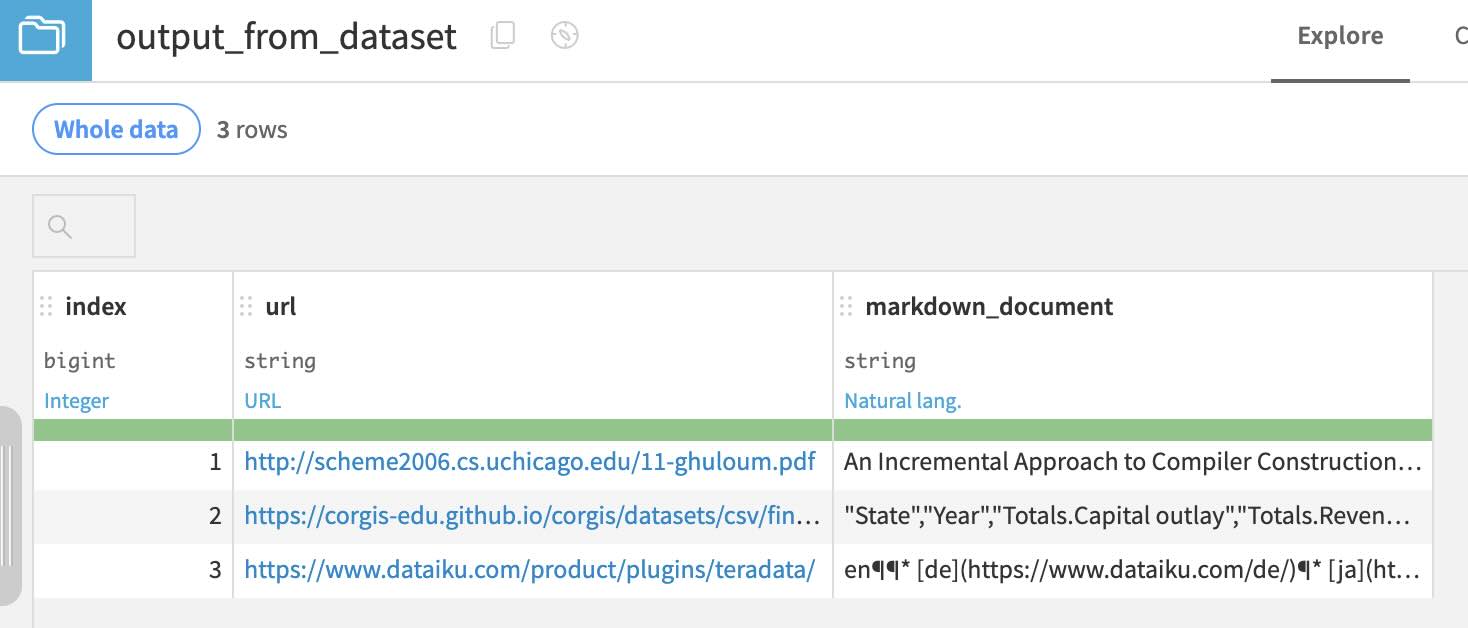 output_from_dataset
Explore
Whole data 3 rows
index url markdown_document
bigint string string
Integer URL Natural lang.
1 http://scheme2006.cs.uchicago.edu/11-ghuloum.pdf An Incremental Approach to Compiler Construction...
2 https://corgis-edu.github.io/corgis/datasets/csv/fin... "State","Year","Totals.Capital outlay","Totals.Reven...
3 https://www.dataiku.com/product/plugins/teradata/ en¶¶* [de](https://www.dataiku.com/de/)¶* [ja](ht...